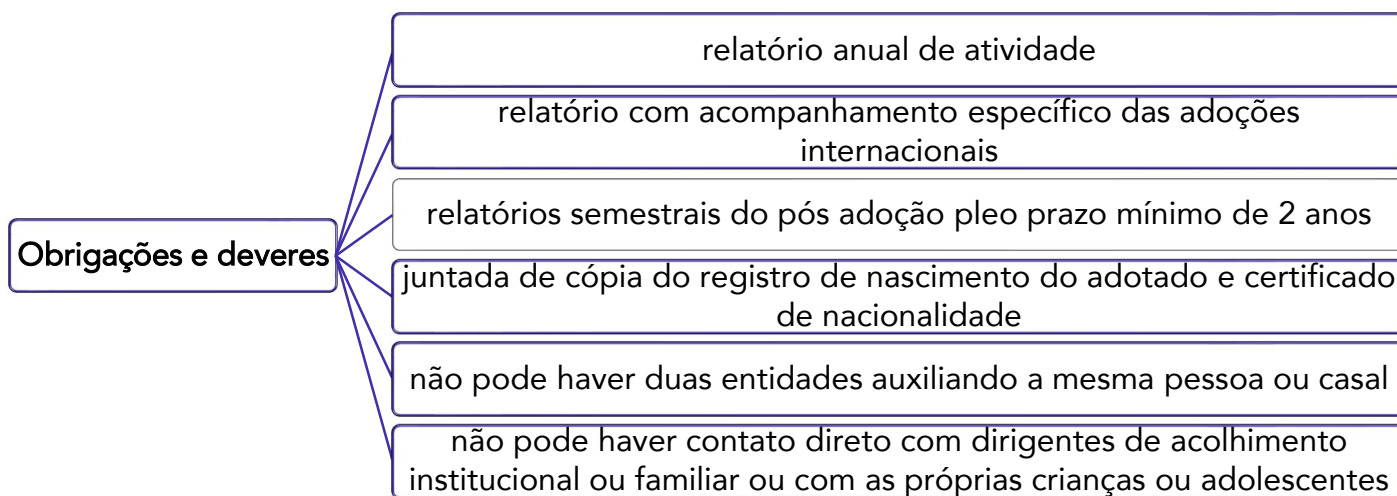 Obrigações e deveres
relatório anual de atividade
relatório com acompanhamento específico das adoções
internacionais
relatórios semestrais do pós adoção pleo prazo mínimo de 2 anos
juntada de cópia do registro de nascimento do adotado e certificado
de nacionalidade
não pode haver duas entidades auxiliando a mesma pessoa ou casal
não pode haver contato direto com dirigentes de acolhimento
institucional ou familiar ou com as próprias crianças ou adolescentes